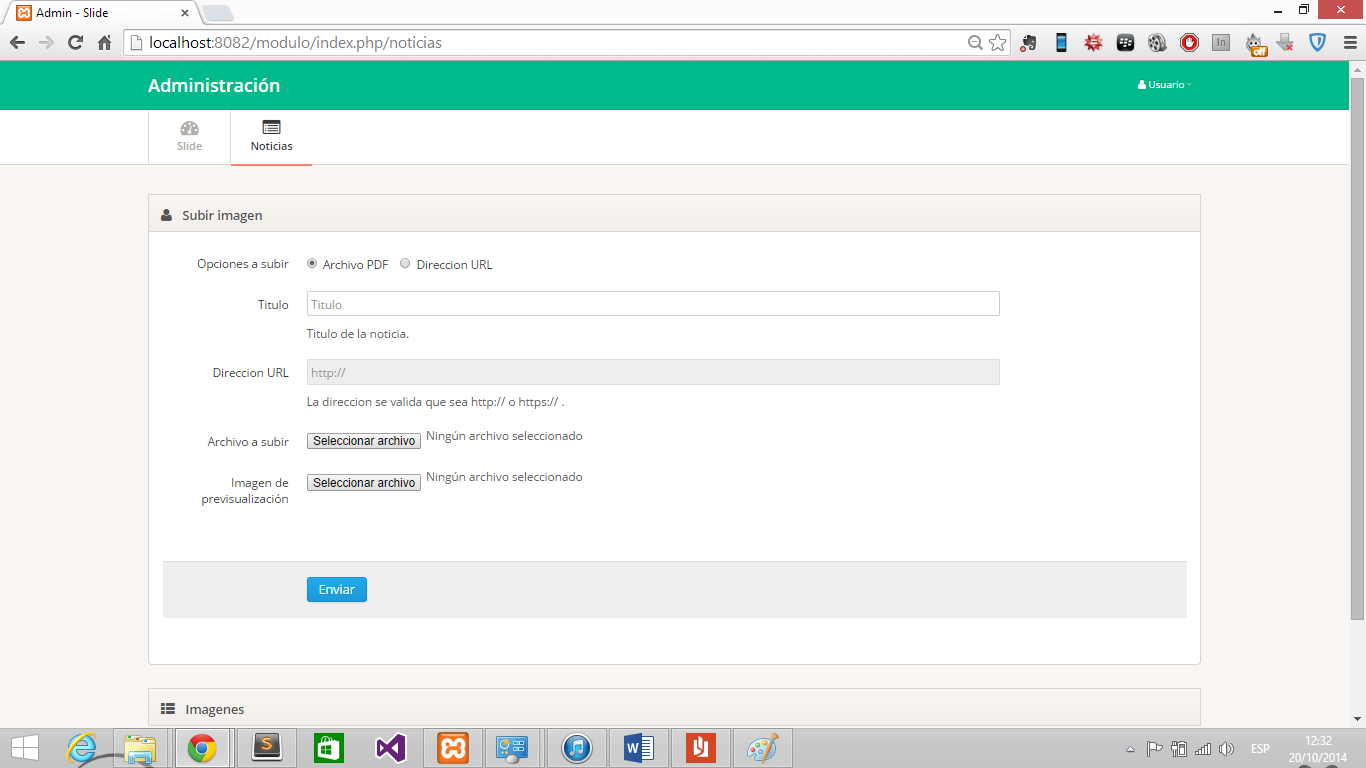 Admin - Slide
localhost:8082/modulo/index.php/noticias
In
off
Administración
Usuario
Slide
Noticias
Subir imagen
Opciones a subir
Archivo PDF
Direccion URL
Titulo
Titulo
Titulo de la noticia.
Direccion URL
http://
La direccion se valida que sea http:// o https:// .
Archivo a subir
Seleccionar archivo
Ningún archivo seleccionado
Imagen de
previsualización
Seleccionar archivo
Ningún archivo seleccionado
Enviar
Imagenes
ESP
12:32
20/10/2014